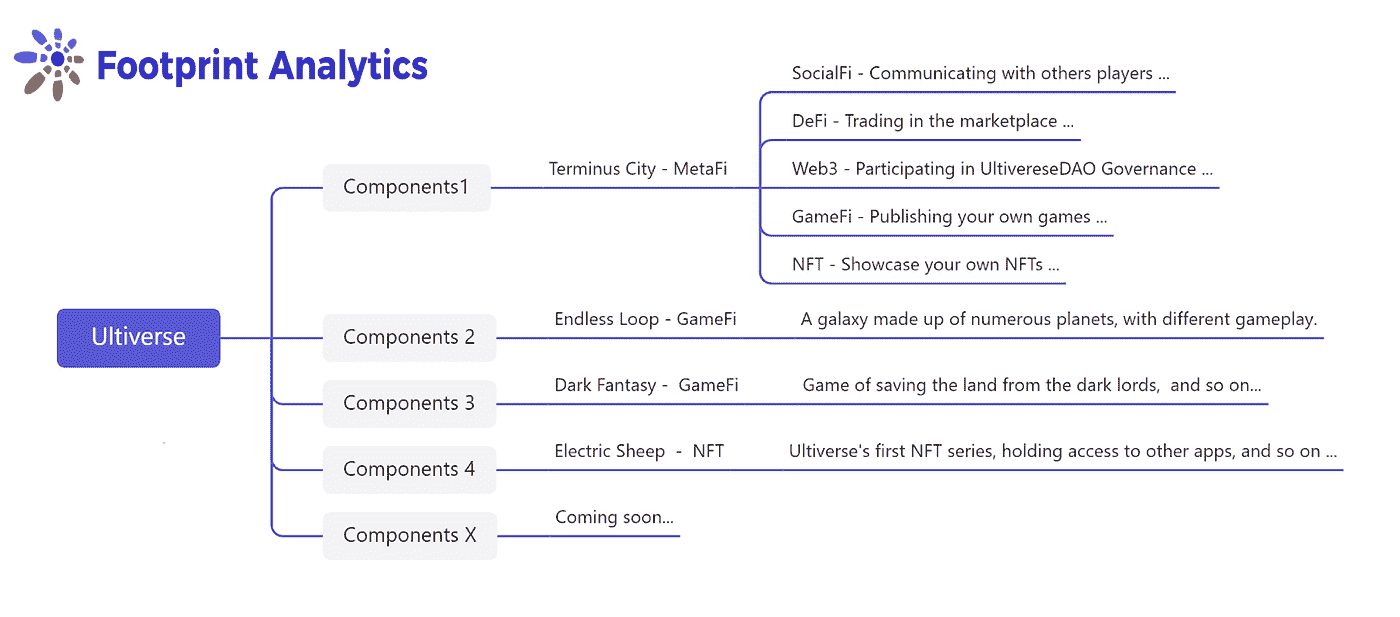 Footprint Analytics
Ultiverse
Components1
Terminus City - MetaFi
SocialFi - Communicating with others players ...
DeFi - Trading in the marketplace ...
Web3 - Participating in UltivereseDAO Governance ...
GameFi - Publishing your own games ...
NFT - Showcase your own NFTs ...
Components 2
Endless Loop - GameFi
A galaxy made up of numerous planets, with different gameplay.
Components 3
Dark Fantasy - GameFi
Game of saving the land from the dark lords, and so on...
Components 4
Electric Sheep - NFT
Ultiverse's first NFT series, holding access to other apps, and so on ...
Components X
Coming soon...